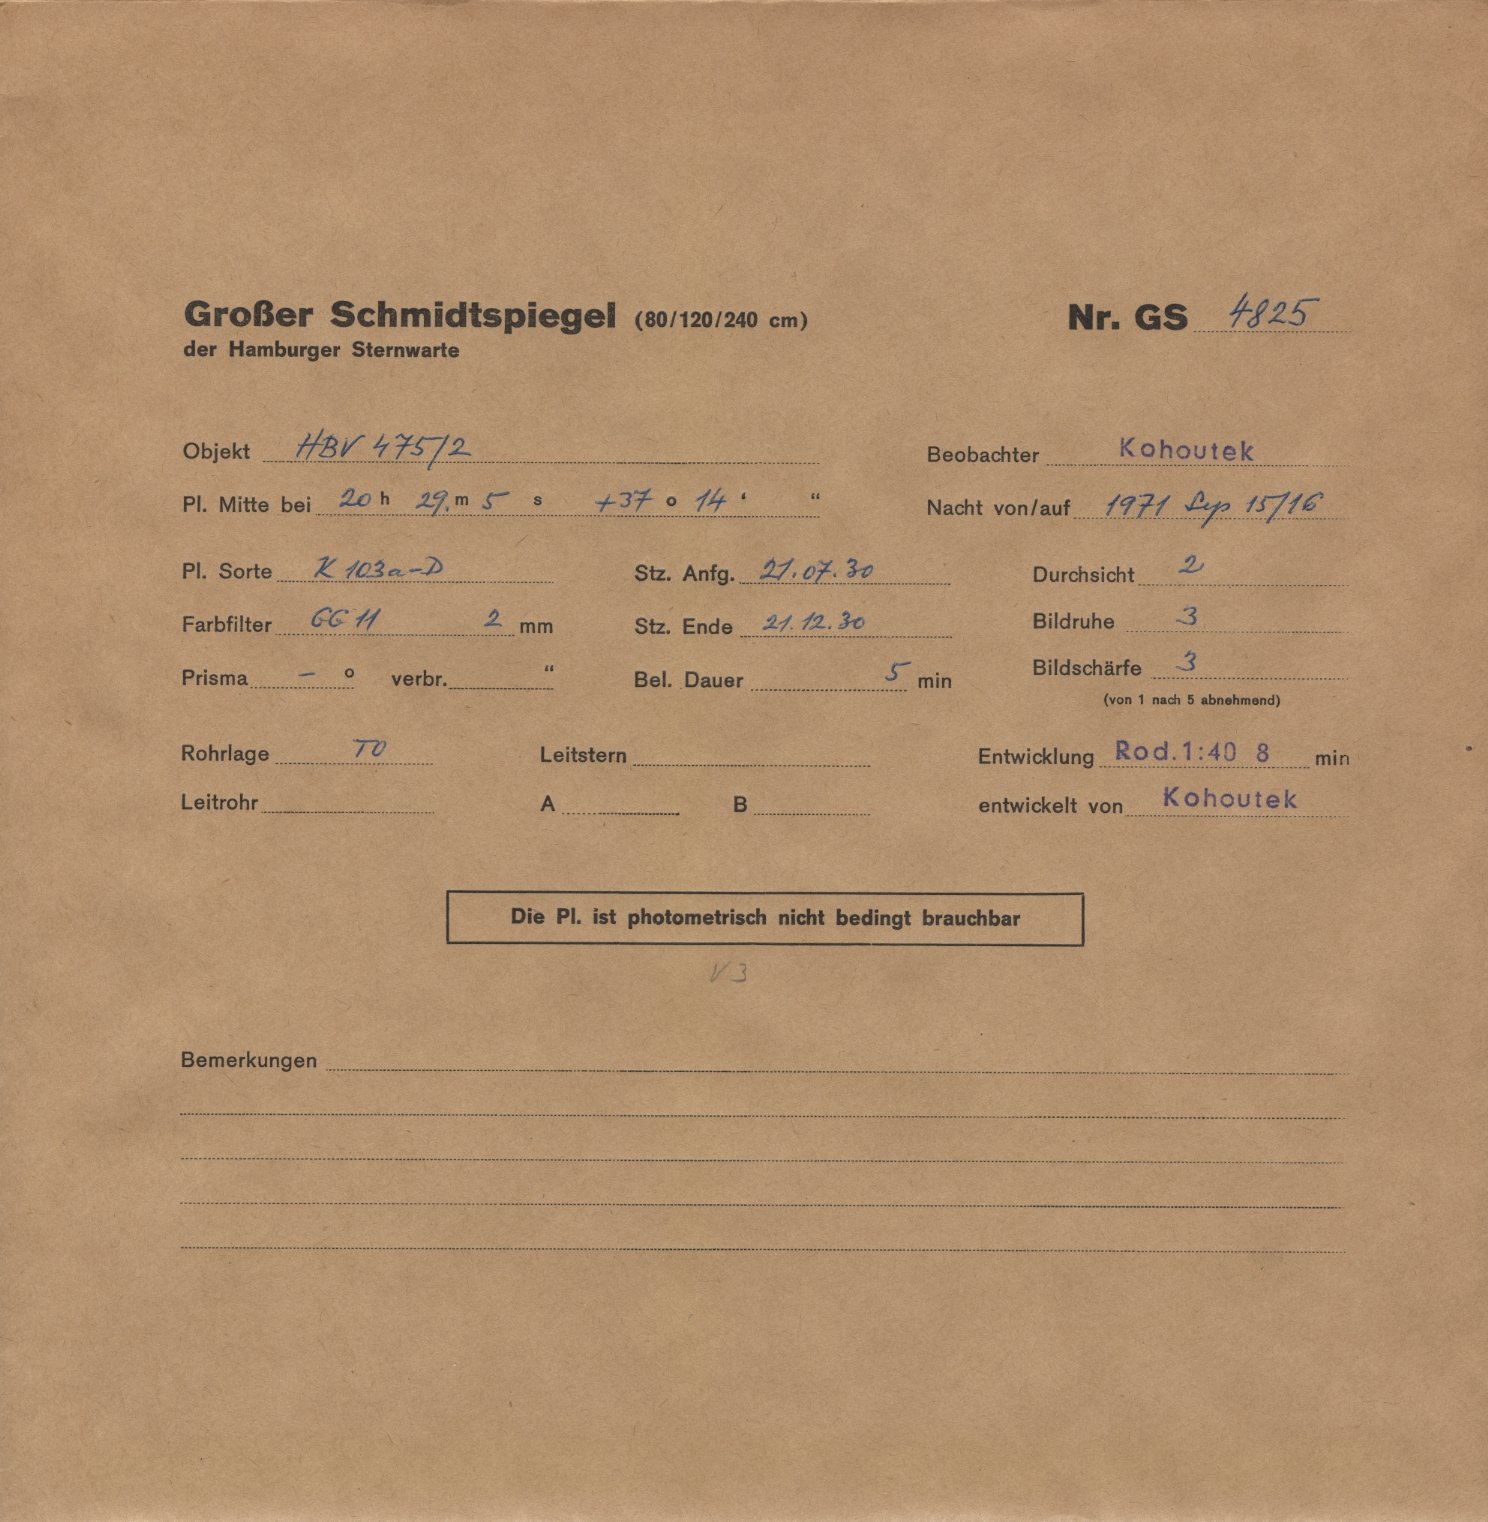 Großer Schmidtspiegel (80/120/240 cm) Nr. GS 4825
der Hamburger Sternwarte
Objekt HBV 475/2 Beobachter Kohoutek
Pl. Mitte bei 20 h 29. m 5 s +37 o 14 ' “ Nacht von/auf 1971 Sep 15/16
Pl. Sorte K 103a-D Stz. Anfg. 21.07.30 Durchsicht 2
Farbfilter GG 11 2 mm Stz. Ende 21.12.30 Bildruhe 3
Prisma – o verbr. “ Bel. Dauer 5 min Bildschärfe 3
(von 1 nach 5 abnehmend)
Rohrlage TO Leitstern Entwicklung Rod.1:40 8 min
Leitrohr A B entwickelt von Kohoutek
Die Pl. ist photometrisch nicht bedingt brauchbar
V 3
Bemerkungen